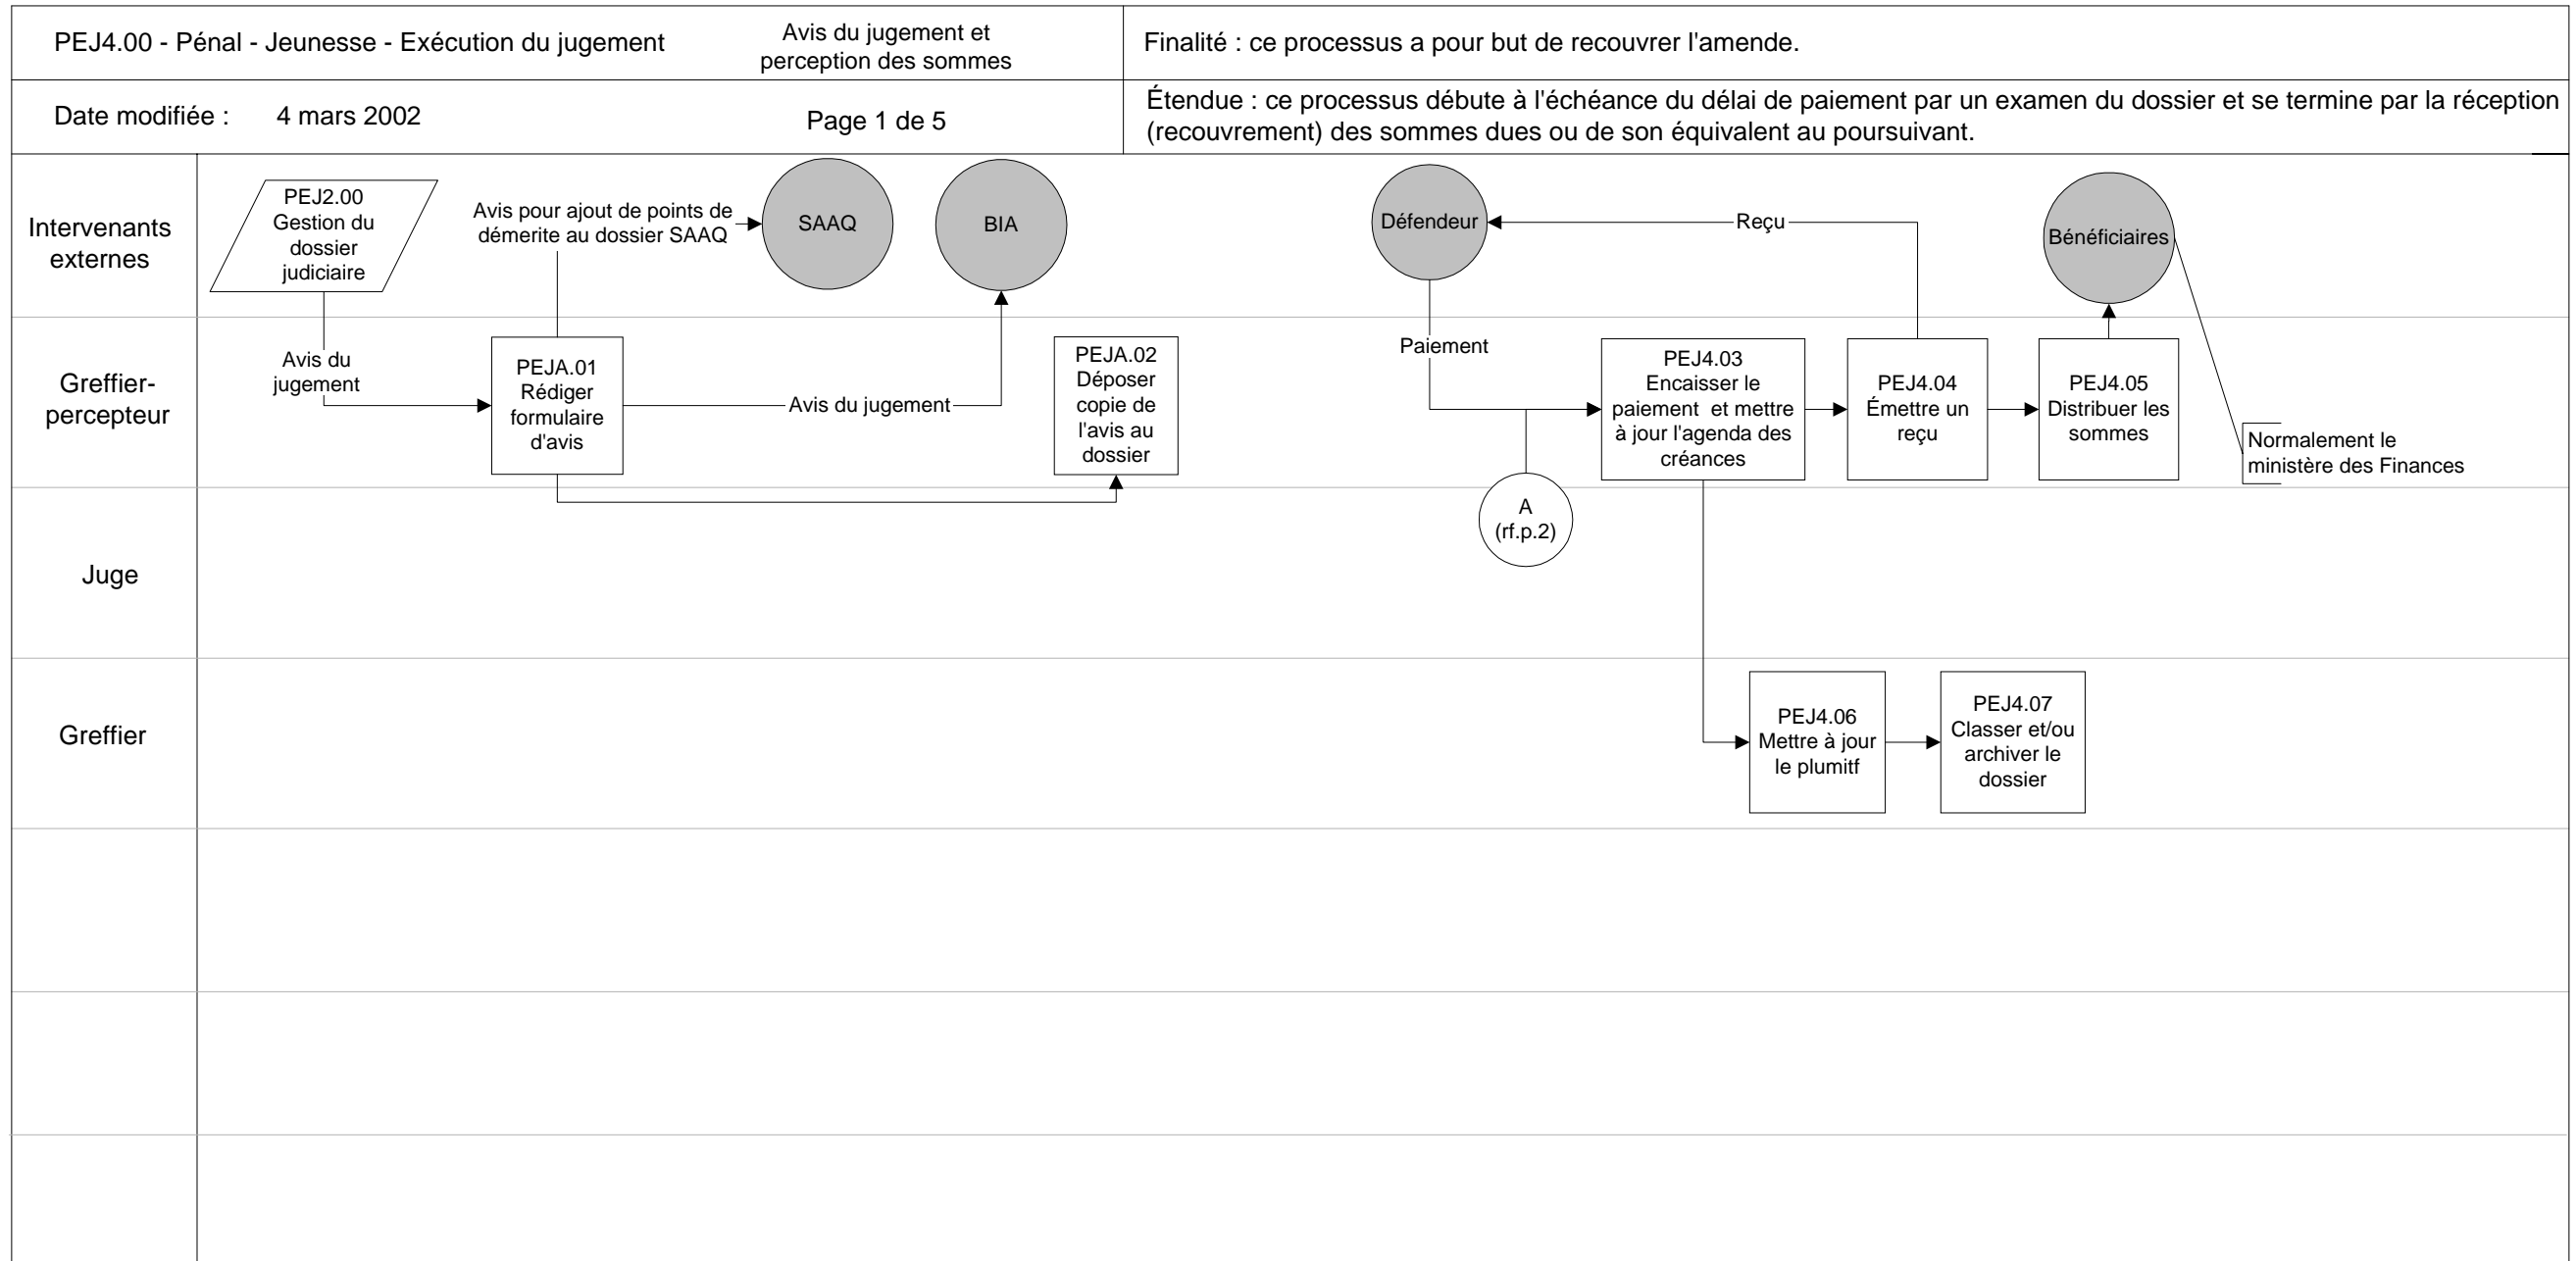 PEJ4.00 - Pénal - Jeunesse - Exécution du jugement
Avis du jugement et
perception des sommes
Finalité : ce processus a pour but de recouvrer l'amende.
Date modifiée : 4 mars 2002
Page 1 de 5
Étendue : ce processus débute à l'échéance du délai de paiement par un examen du dossier et se termine par la réception
(recouvrement) des sommes dues ou de son équivalent au poursuivant.
Intervenants
externes
PEJ2.00
Gestion du
dossier
judiciaire
Avis pour ajout de points de
démerite au dossier SAAQ
SAAQ
BIA
Défendeur
Reçu
Bénéficiaires
Greffier-
percepteur
Avis du
jugement
PEJA.01
Rédiger
formulaire
d'avis
Avis du jugement
PEJA.02
Déposer
copie de
l'avis au
dossier
Paiement
PEJ4.03
Encaisser le
paiement et mettre
à jour l'agenda des
créances
PEJ4.04
Émettre un
reçu
PEJ4.05
Distribuer les
sommes
Normalement le
ministère des Finances
Juge
A
(rf.p.2)
Greffier
PEJ4.06
Mettre à jour
le plumitf
PEJ4.07
Classer et/ou
archiver le
dossier